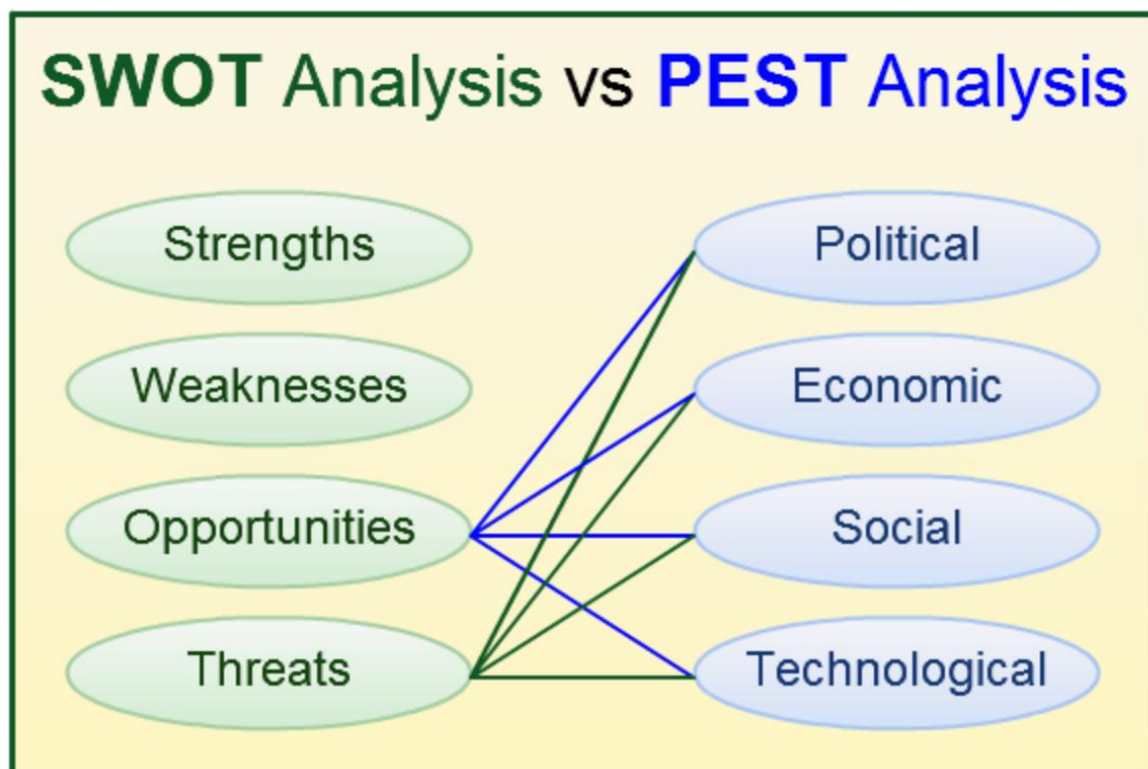 SWOT Analysis vs PEST Analysis
Strengths
Weaknesses
Opportunities
Threats
Political
Economic
Social
Technological